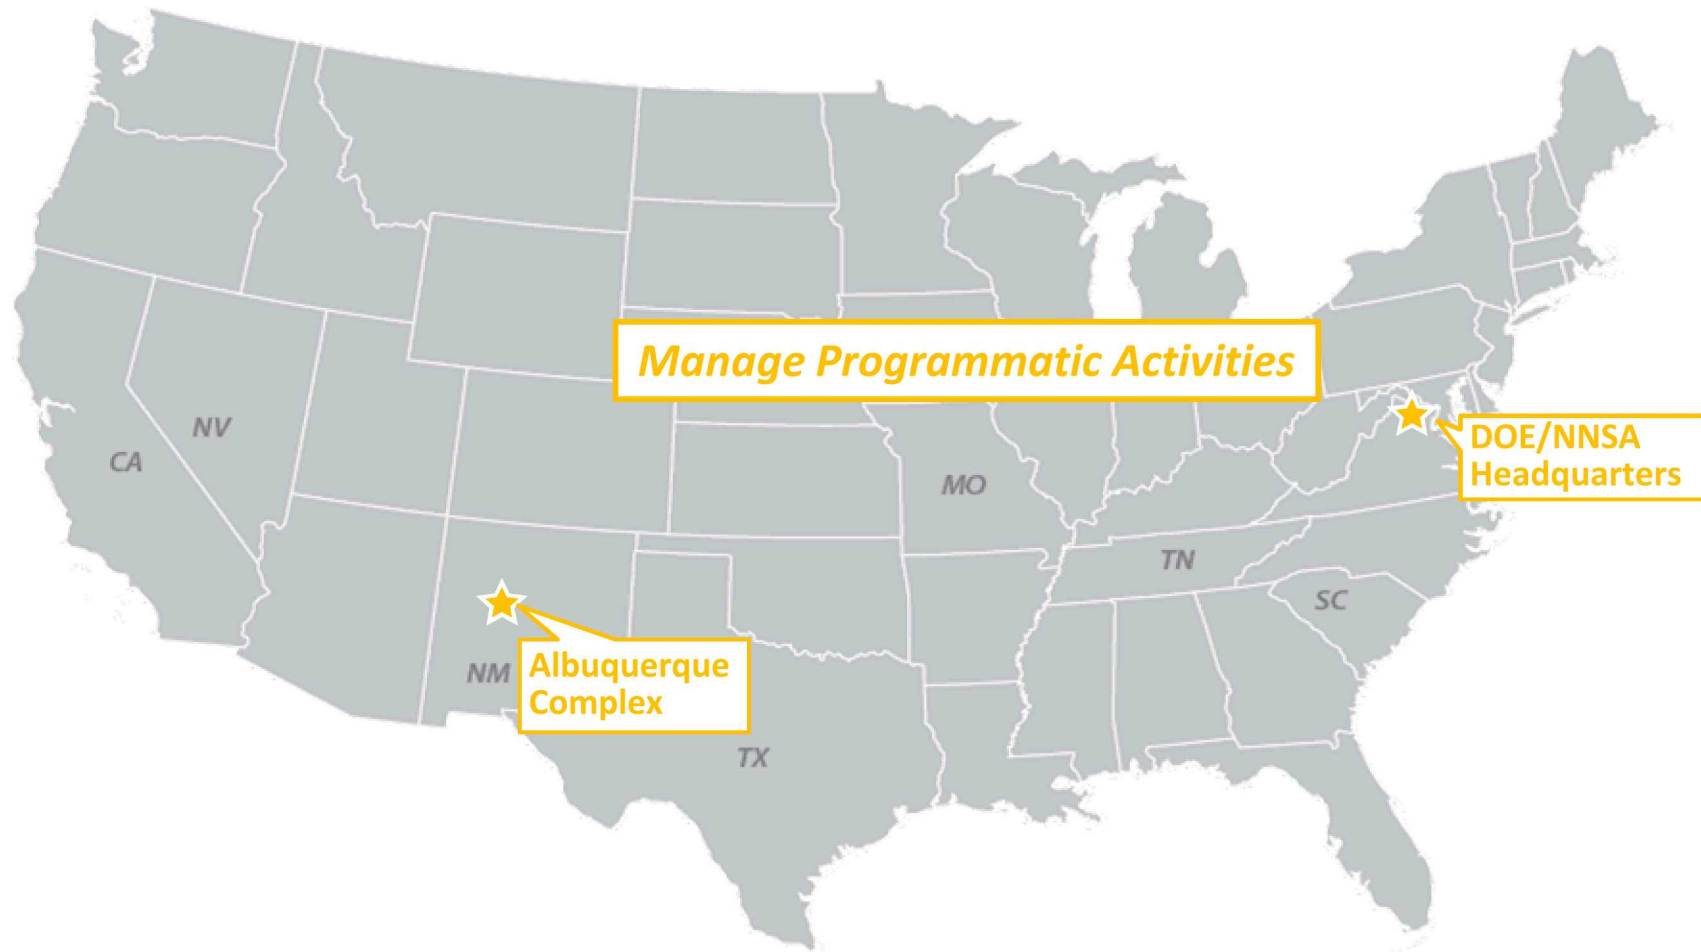 Manage Programmatic Activities
NV
CA
MO
DOE/NNSA
Headquarters
TN
SC
NM
Albuquerque
Complex
TX